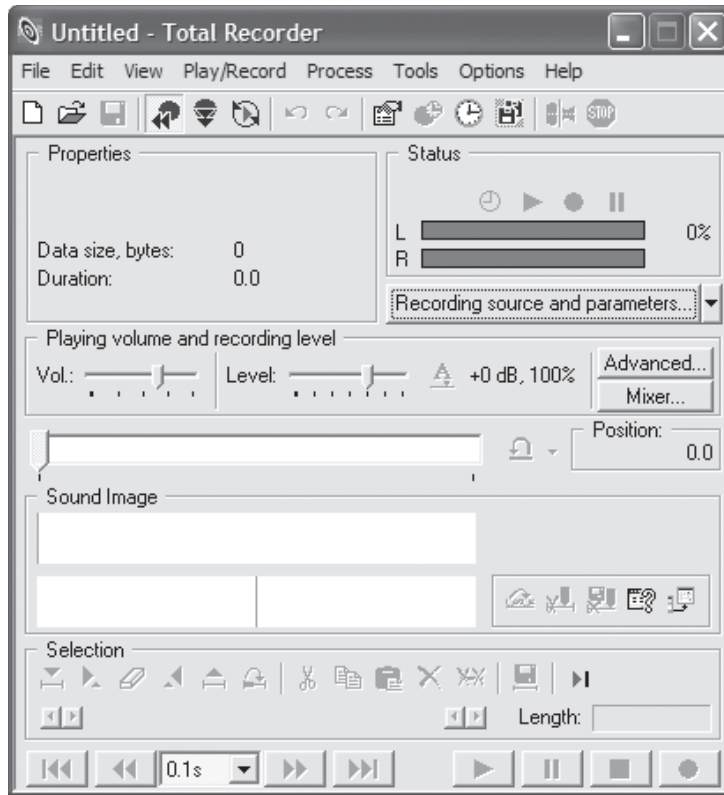 Untitled - Total Recorder
File Edit View Play/Record Process Tools Options Help
STOP
Properties
Status
L
0%
R
Data size, bytes: 0
Duration: 0.0
Recording source and parameters...
Playing volume and recording level
Vol.:
Level:
+0 dB, 100%
Advanced...
Mixer...
Position:
0.0
Sound Image
Selection
Length:
0.1s